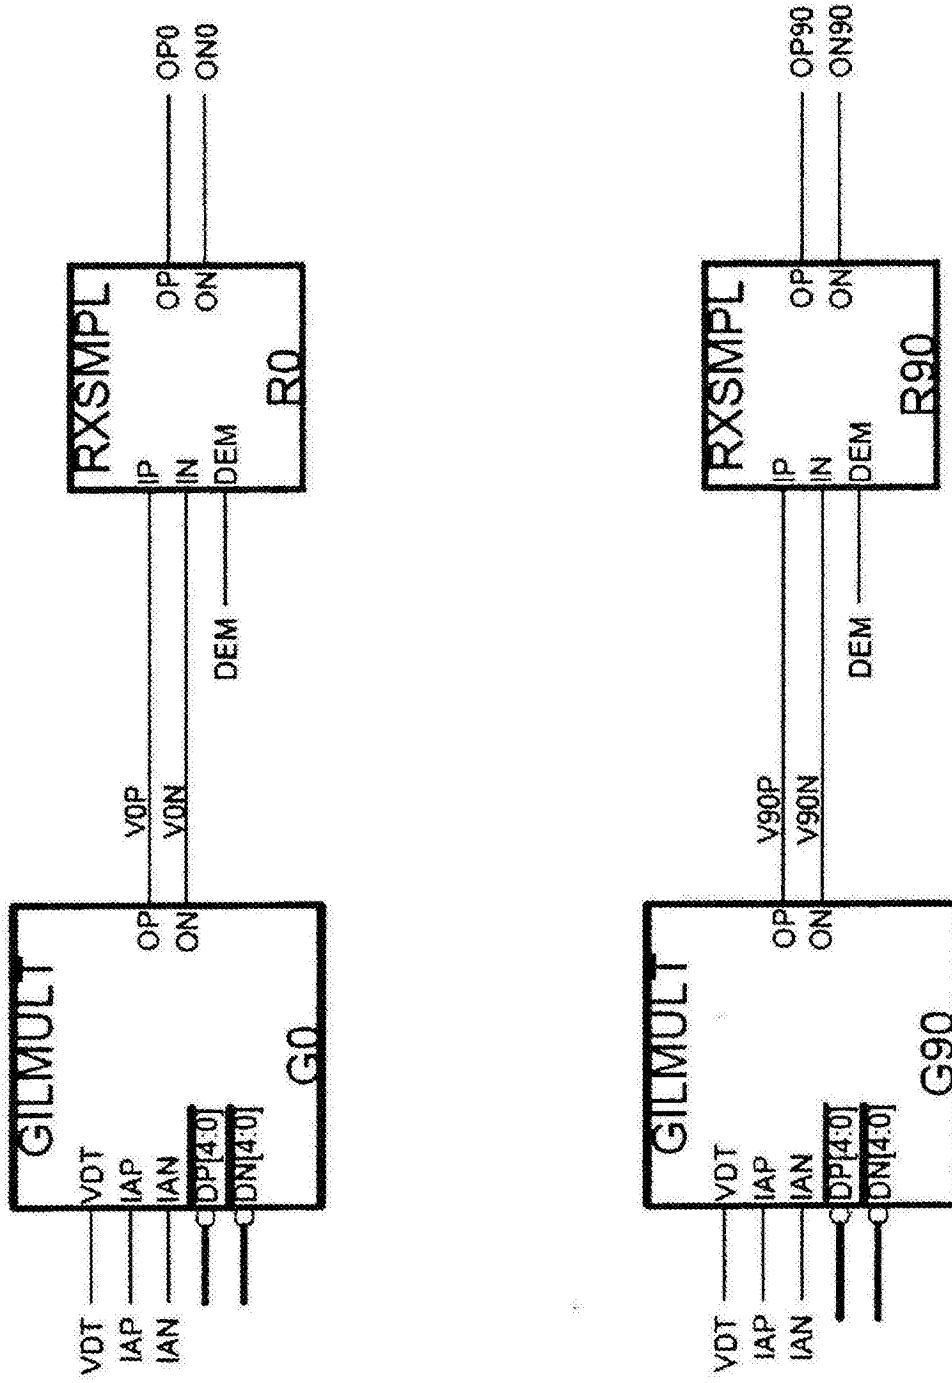 GILMULT
VDT
VDT
IAP
IAP
IAN
IAN
DP[4:0]
DN[4:0]
OP
ON
G0
V0P
V0N
DEM
RXSMPL
IP
IN
DEM
OP
ON
R0
OP0
ON0
GILMULT
VDT
VDT
IAP
IAP
IAN
IAN
DP[4:0]
DN[4:0]
OP
ON
G90
V90P
V90N
DEM
RXSMPL
IP
IN
DEM
OP
ON
R90
OP90
ON90